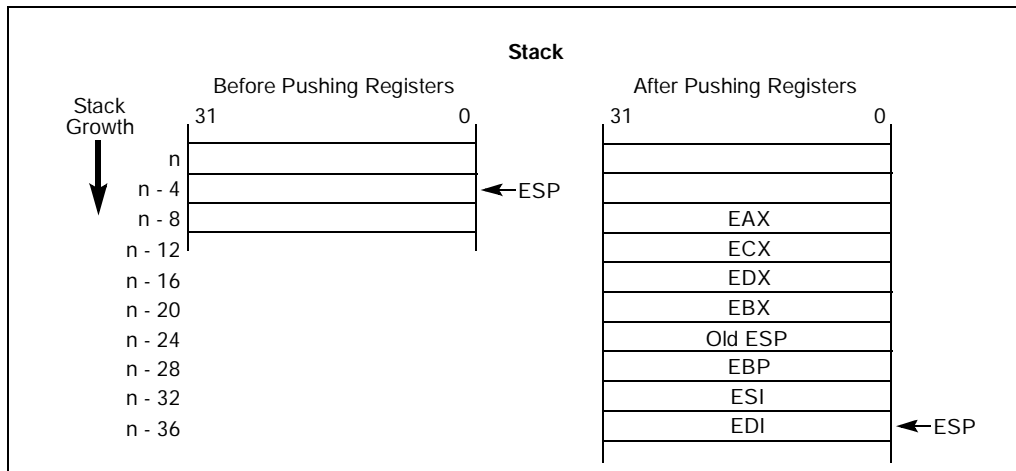 Stack
Before Pushing Registers After Pushing Registers
Stack
Growth
31 0 31 0
n
n - 4 ESP
n - 8 EAX
n - 12 ECX
n - 16 EDX
n - 20 EBX
n - 24 Old ESP
n - 28 EBP
n - 32 ESI
n - 36 EDI ESP